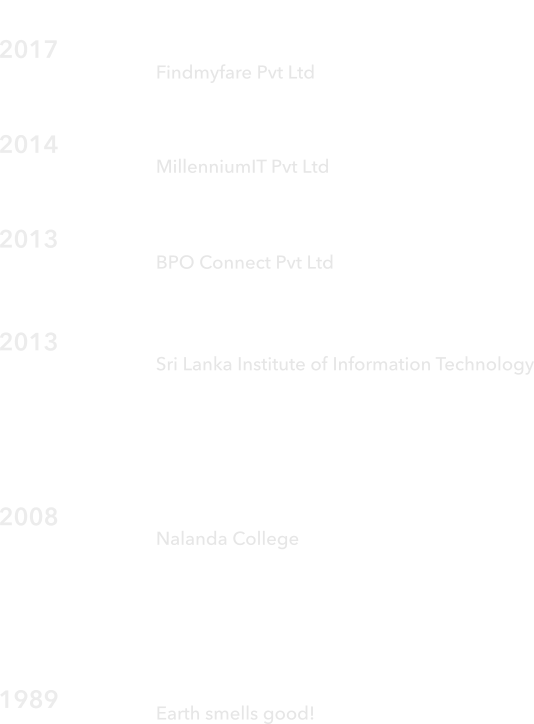 2017
Findmyfare Pvt Ltd
2014
MillenniumIT Pvt Ltd
2013
BPO Connect Pvt Ltd
2013
Sri Lanka Institute of Information Technology
2008
Nalanda College
1989
Earth smells good!